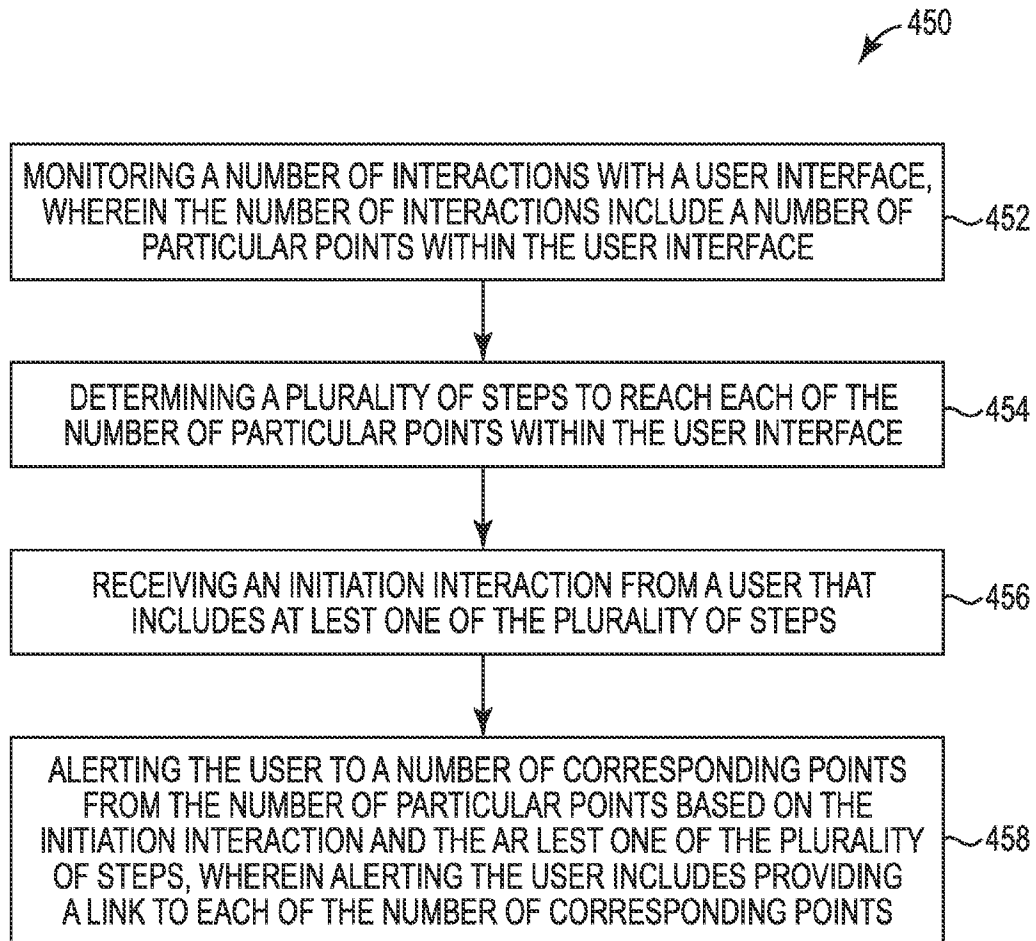 450
MONITORING A NUMBER OF INTERACTIONS WITH A USER INTERFACE,
WHEREIN THE NUMBER OF INTERACTIONS INCLUDE A NUMBER OF
PARTICULAR POINTS WITHIN THE USER INTERFACE
452
DETERMINING A PLURALITY OF STEPS TO REACH EACH OF THE
NUMBER OF PARTICULAR POINTS WITHIN THE USER INTERFACE
454
RECEIVING AN INITIATION INTERACTION FROM A USER THAT
INCLUDES AT LEST ONE OF THE PLURALITY OF STEPS
456
ALERTING THE USER TO A NUMBER OF CORRESPONDING POINTS
FROM THE NUMBER OF PARTICULAR POINTS BASED ON THE
INITIATION INTERACTION AND THE AR LEST ONE OF THE PLURALITY
OF STEPS, WHEREIN ALERTING THE USER INCLUDES PROVIDING
A LINK TO EACH OF THE NUMBER OF CORRESPONDING POINTS
458